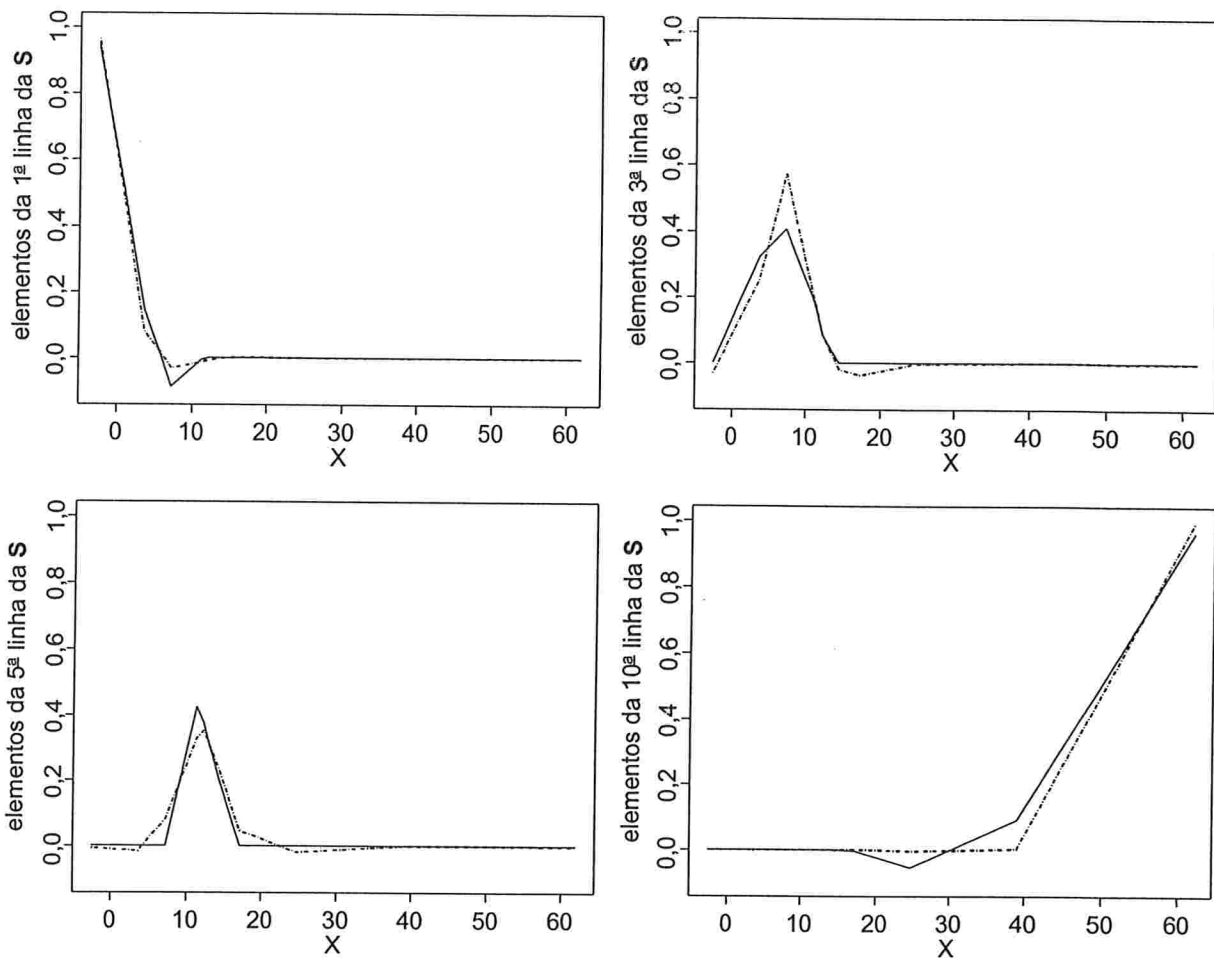 elementos da 1ª linha da S
0,0 0,2 0,4 0,6 0,8 1,0
0 10 20 30 40 50 60
X
elementos da 3ª linha da S
0,0 0,2 0,4 0,6 0,8 1,0
0 10 20 30 40 50 60
X
elementos da 5ª linha da S
0,0 0,2 0,4 0,6 0,8 1,0
0 10 20 30 40 50 60
X
elementos da 10ª linha da S
0,0 0,2 0,4 0,6 0,8 1,0
0 10 20 30 40 50 60
X